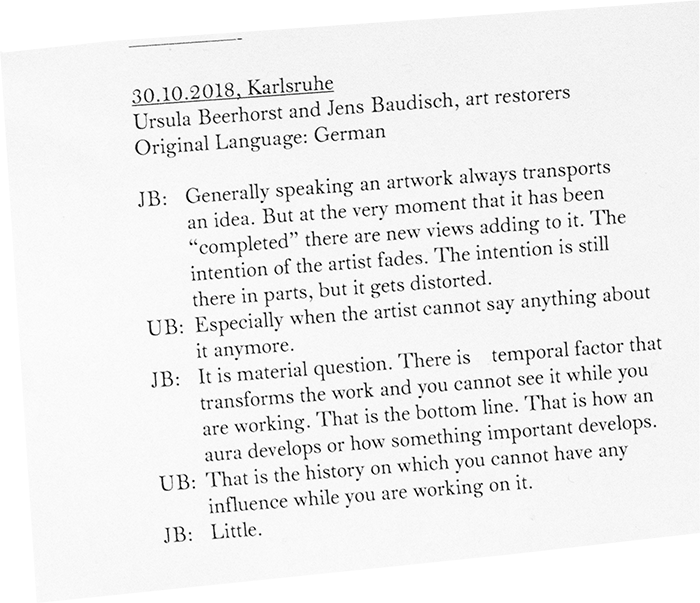 30.10.2018, Karlsruhe
Ursula Beerhorst and Jens Baudisch, art restorers
Original Language: German
JB: Generally speaking an artwork always transports
an idea. But at the very moment that it has been
“completed” there are new views adding to it. The
intention of the artist fades. The intention is still
there in parts, but it gets distorted.
UB: Especially when the artist cannot say anything about
it anymore.
JB: It is material question. There is temporal factor that
transforms the work and you cannot see it while you
are working. That is the bottom line. That is how an
aura develops or how something important develops.
UB: That is the history on which you cannot have any
influence while you are working on it.
JB: Little.